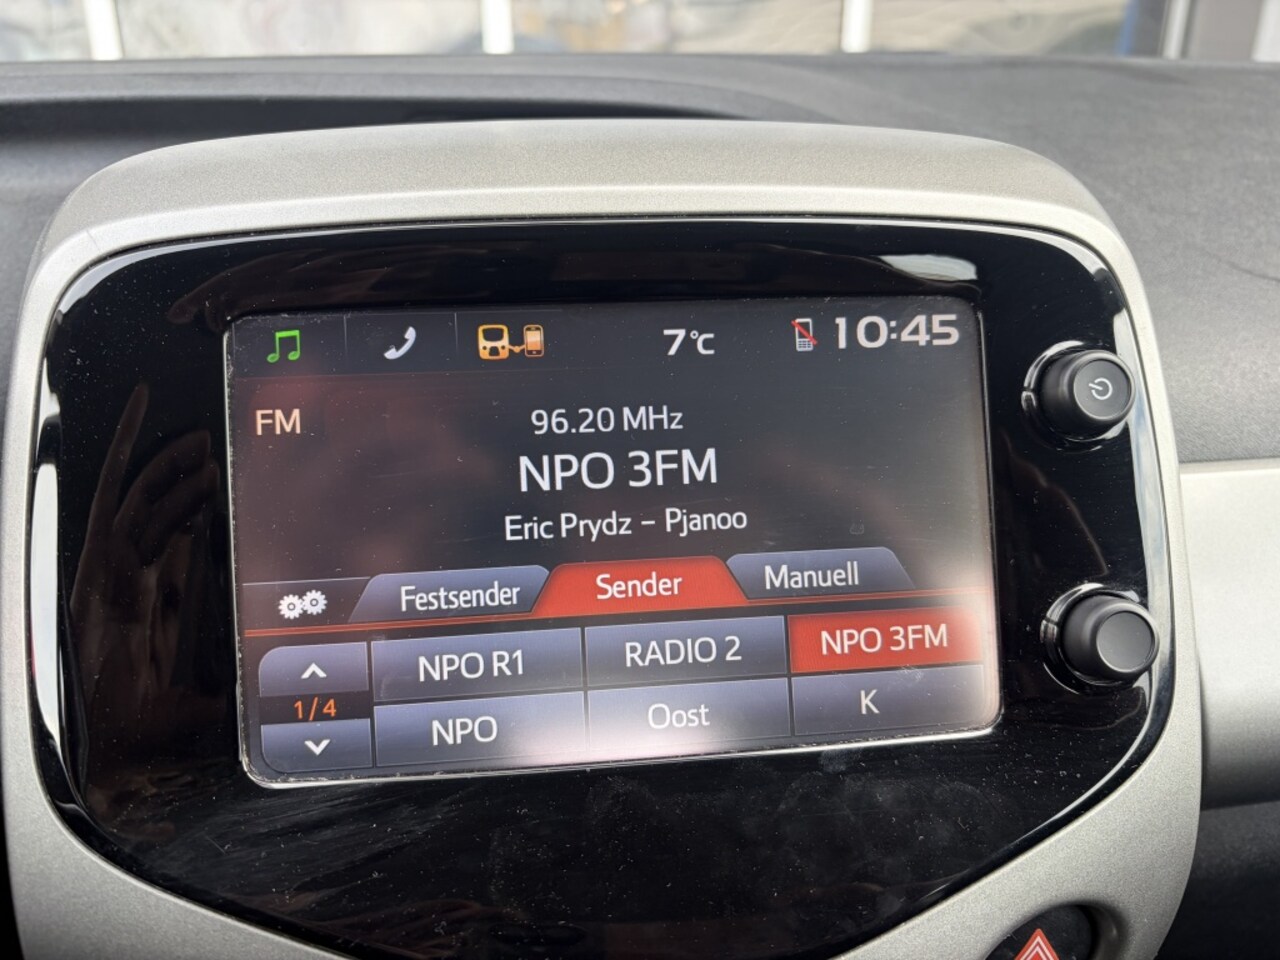 7°C 10:45
FM
96.20 MHz
NPO 3FM
Eric Prydz - Pjanoo
Festsender Sender Manuell
NPO R1 RADIO 2 NPO 3FM
1/4
NPO Oost K